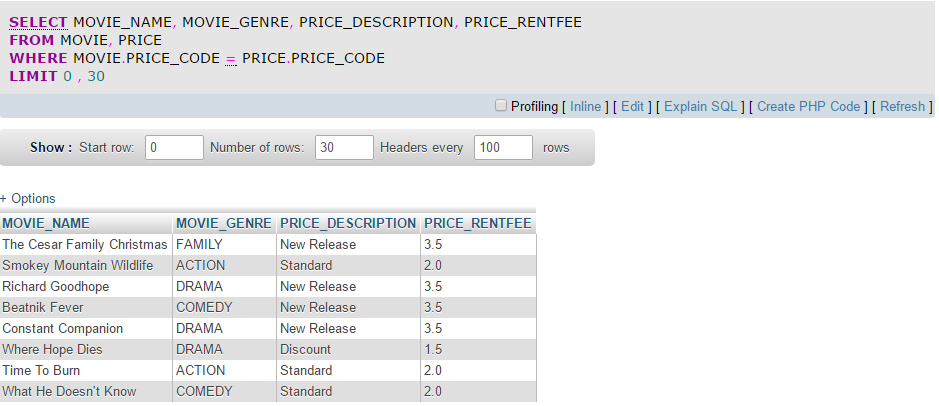 SELECT MOVIE_NAME, MOVIE_GENRE, PRICE_DESCRIPTION, PRICE_RENTFEE
FROM MOVIE, PRICE
WHERE MOVIE.PRICE_CODE = PRICE.PRICE_CODE
LIMIT 0 , 30
Profiling [ Inline ] [ Edit ] [ Explain SQL ] [ Create PHP Code ] [ Refresh ]
Show : Start row: 0 Number of rows: 30 Headers every 100 rows
+ Options
MOVIE_NAME MOVIE_GENRE PRICE_DESCRIPTION PRICE_RENTFEE
The Cesar Family Christmas FAMILY New Release 3.5
Smokey Mountain Wildlife ACTION Standard 2.0
Richard Goodhope DRAMA New Release 3.5
Beatnik Fever COMEDY New Release 3.5
Constant Companion DRAMA New Release 3.5
Where Hope Dies DRAMA Discount 1.5
Time To Burn ACTION Standard 2.0
What He Doesn't Know COMEDY Standard 2.0